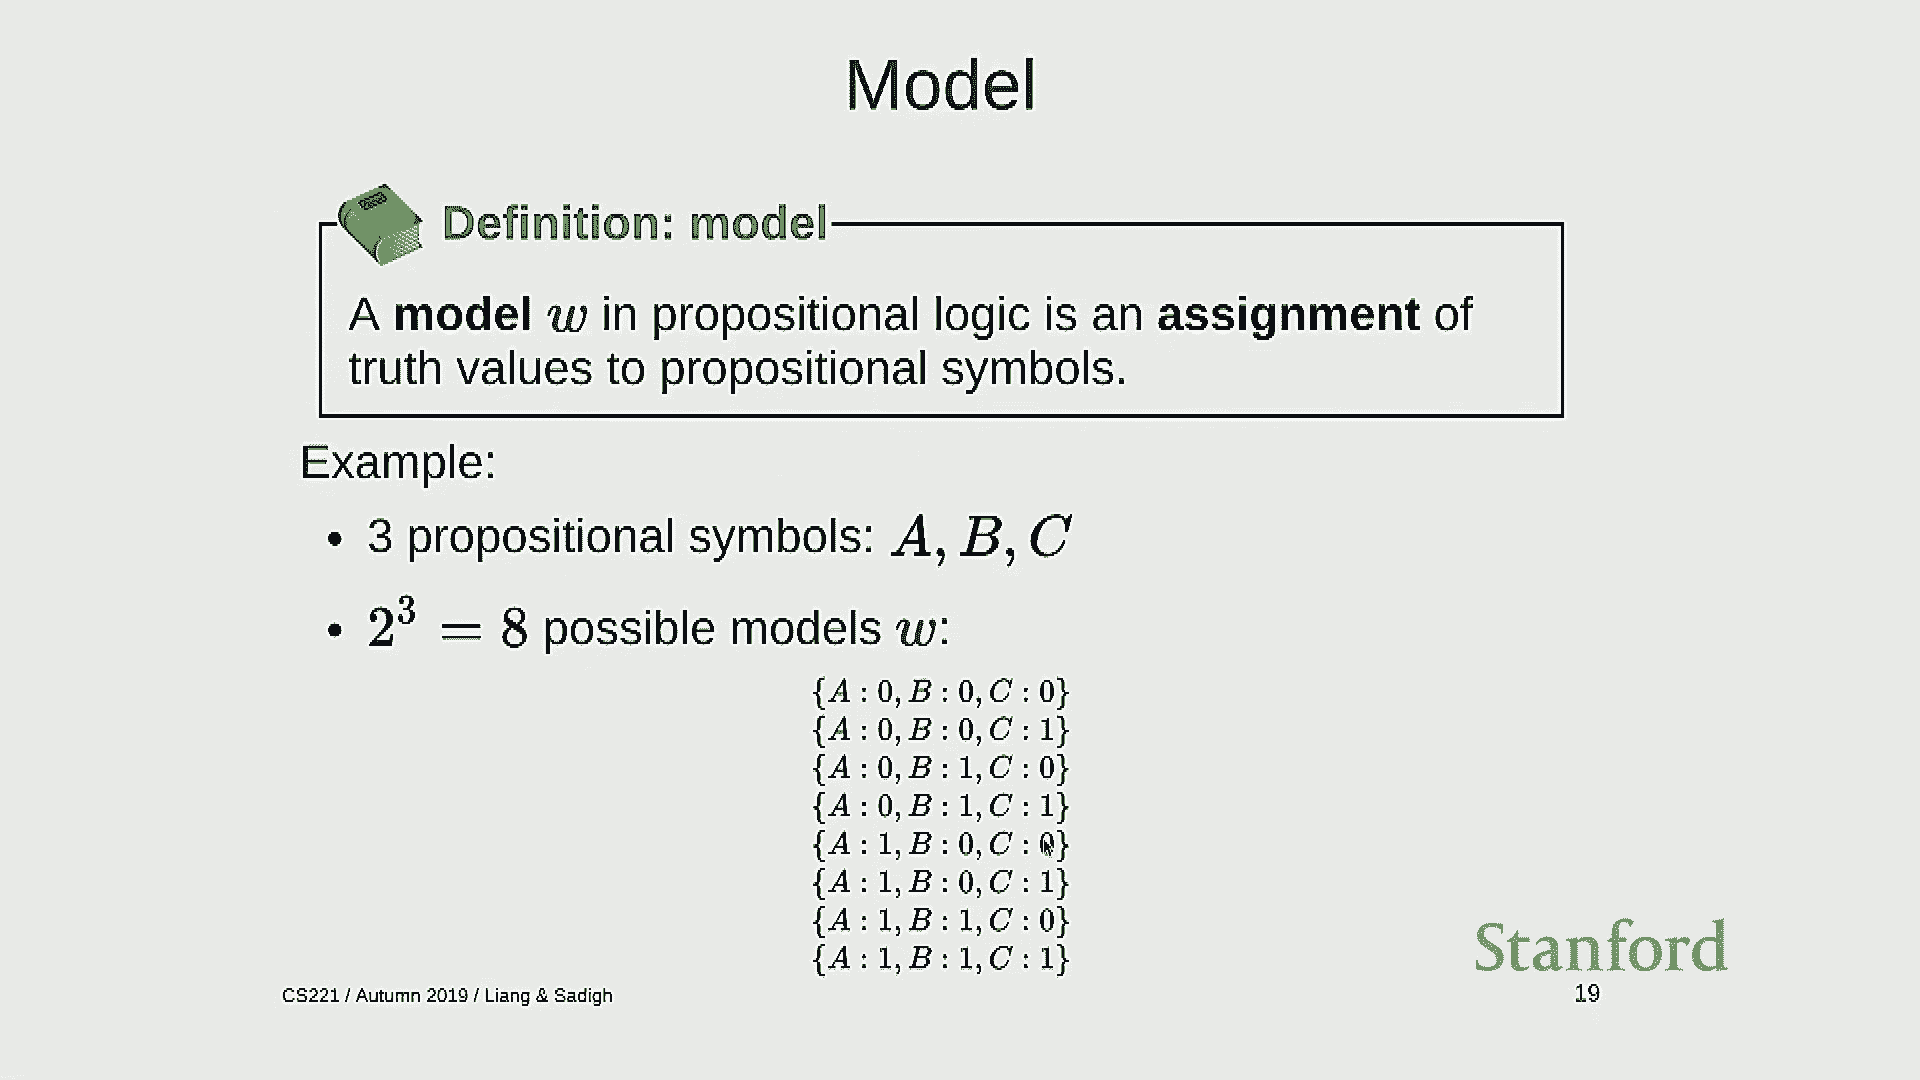 Model
Definition: model
A model w in propositional logic is an assignment of
truth values to propositional symbols.
Example:
• 3 propositional symbols: A, B, C
• 2³ = 8 possible models w:
{A : 0, B : 0, C : 0}
{A : 0, B : 0, C : 1}
{A : 0, B : 1, C : 0}
{A : 0, B : 1, C : 1}
{A : 1, B : 0, C : 0}
{A : 1, B : 0, C : 1}
{A : 1, B : 1, C : 0}
{A : 1, B : 1, C : 1}
Stanford
CS221 / Autumn 2019 / Liang & Sadigh
19